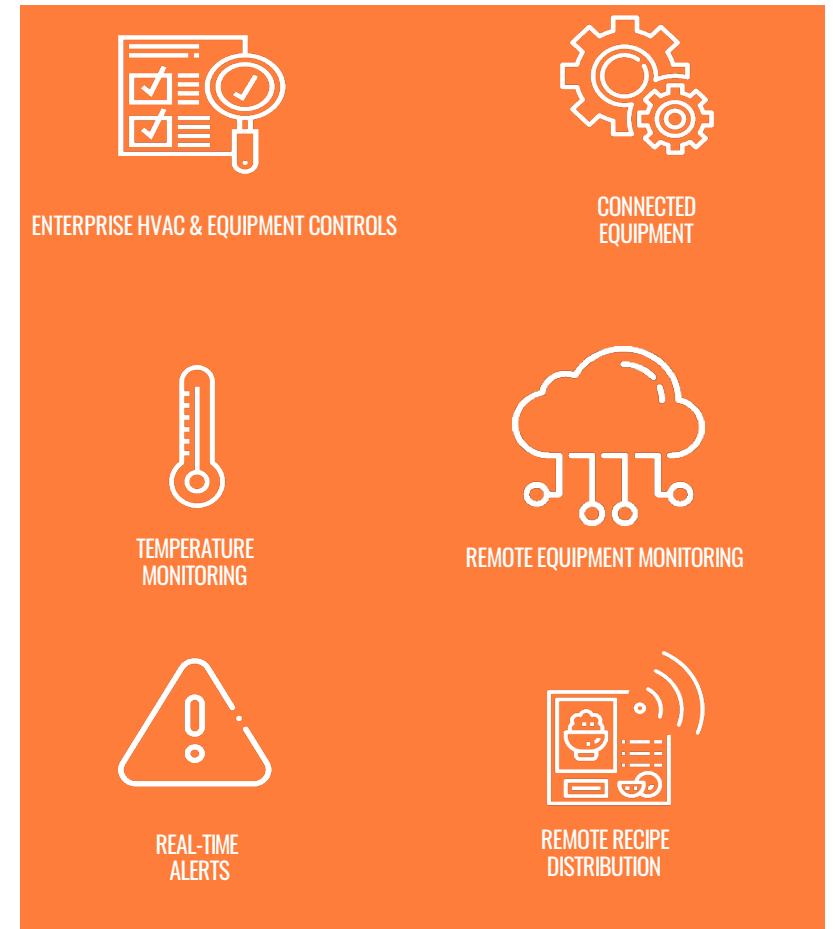 ENTERPRISE HVAC & EQUIPMENT CONTROLS
CONNECTED
EQUIPMENT
TEMPERATURE
MONITORING
REMOTE EQUIPMENT MONITORING
REAL-TIME
ALERTS
REMOTE RECIPE
DISTRIBUTION